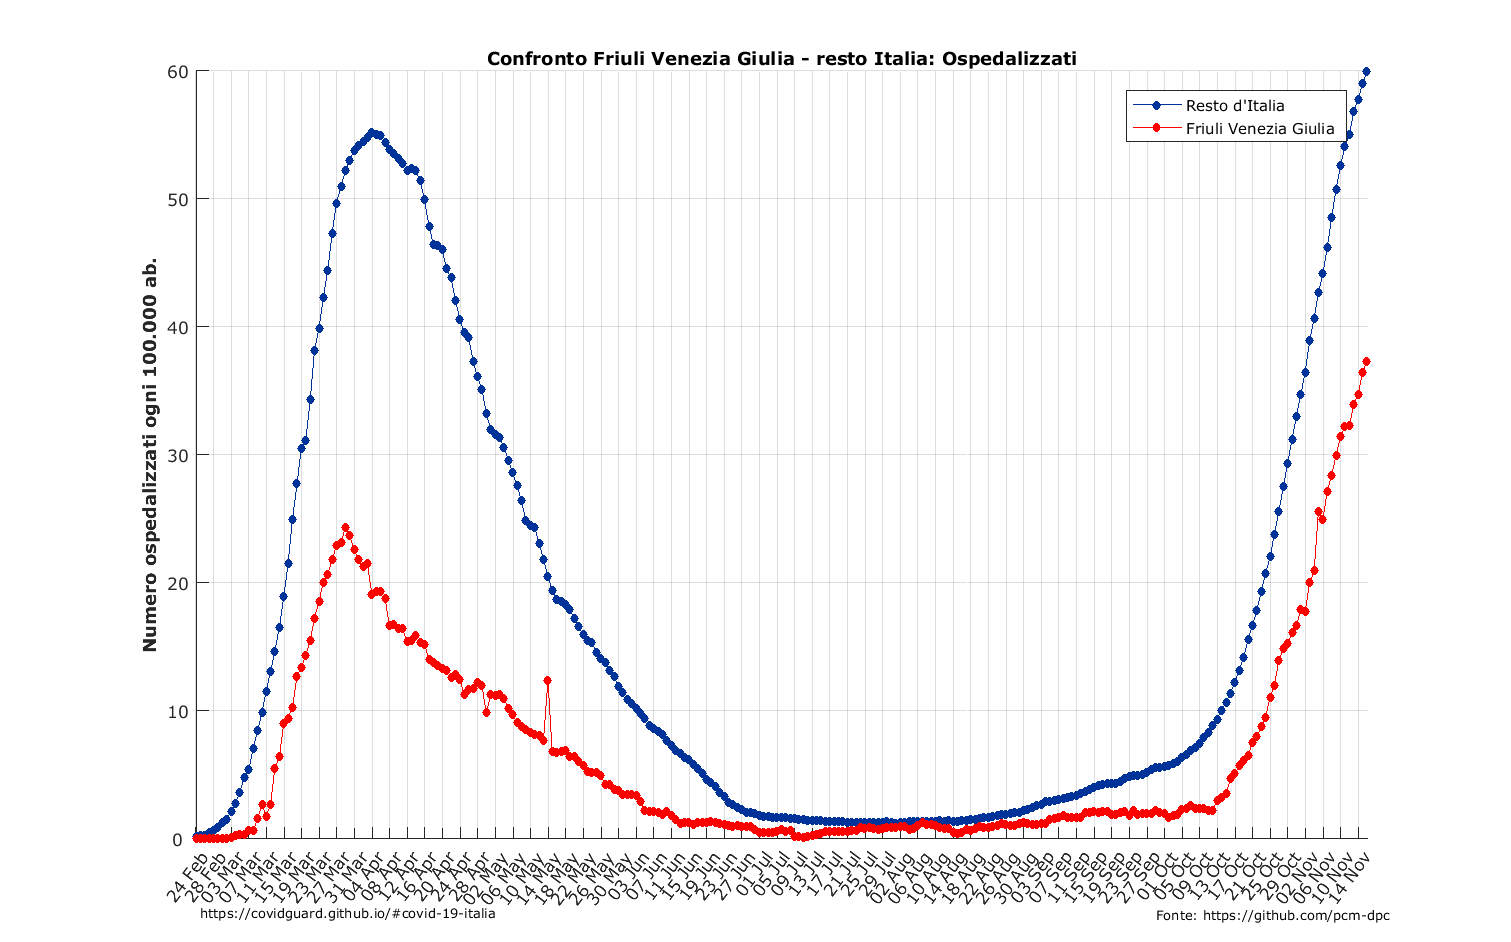 Confronto Friuli Venezia Giulia - resto Italia: Ospedalizzati
Resto d'Italia
Friuli Venezia Giulia
Numero ospedalizzati ogni 100.000 ab.
60
50
40
30
20
10
0
24 Feb
28 Feb
03 Mar
07 Mar
11 Mar
15 Mar
19 Mar
23 Mar
27 Mar
31 Mar
04 Apr
08 Apr
12 Apr
16 Apr
20 Apr
24 Apr
28 Apr
02 May
06 May
10 May
14 May
18 May
22 May
26 May
30 May
03 Jun
07 Jun
11 Jun
15 Jun
19 Jun
23 Jun
27 Jun
01 Jul
05 Jul
09 Jul
13 Jul
17 Jul
21 Jul
25 Jul
29 Jul
02 Aug
06 Aug
10 Aug
14 Aug
18 Aug
22 Aug
26 Aug
30 Aug
03 Sep
07 Sep
11 Sep
15 Sep
19 Sep
23 Sep
27 Sep
01 Oct
05 Oct
09 Oct
13 Oct
17 Oct
21 Oct
25 Oct
29 Oct
02 Nov
06 Nov
10 Nov
14 Nov
https://covidguard.github.io/#covid-19-italia
Fonte: https://github.com/pcm-dpc